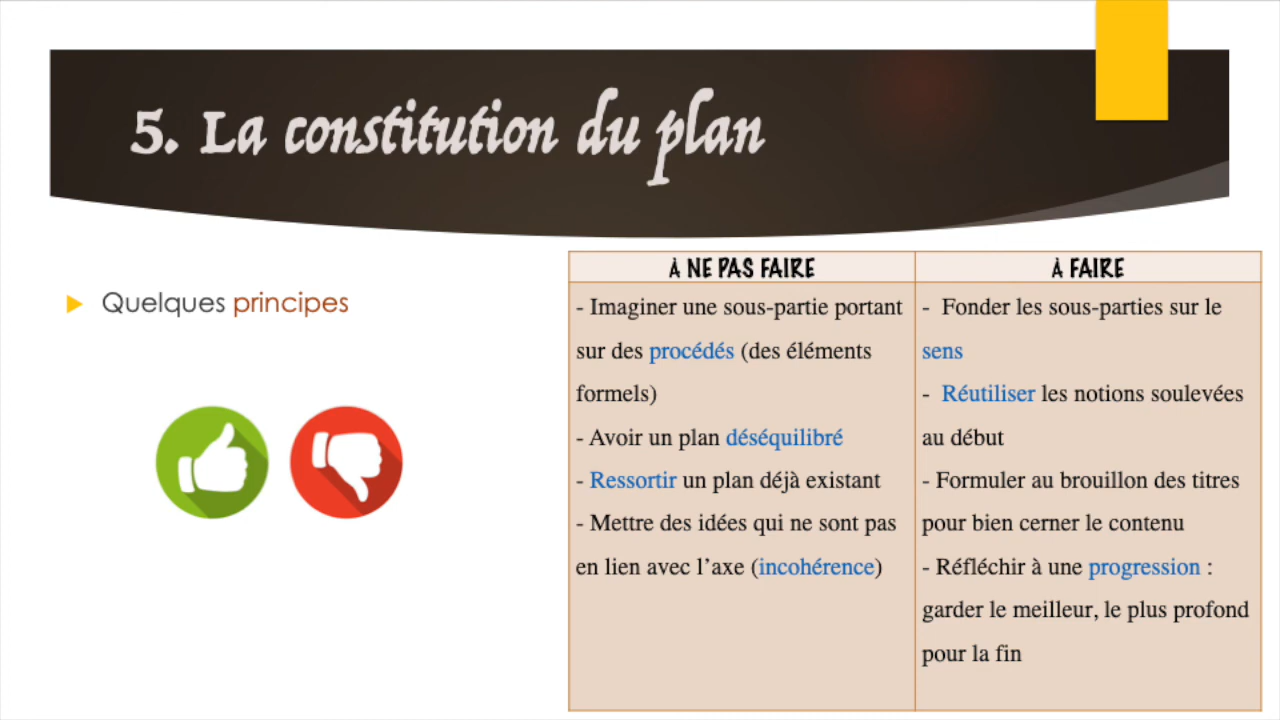 5. La constitution du plan
Quelques principes
À NE PAS FAIRE
- Imaginer une sous-partie portant
sur des procédés (des éléments
formels)
- Avoir un plan déséquilibré
- Ressortir un plan déjà existant
- Mettre des idées qui ne sont pas
en lien avec l’axe (incohérence)
À FAIRE
- Fonder les sous-parties sur le
sens
- Réutiliser les notions soulevées
au début
- Formuler au brouillon des titres
pour bien cerner le contenu
- Réfléchir à une progression :
garder le meilleur, le plus profond
pour la fin